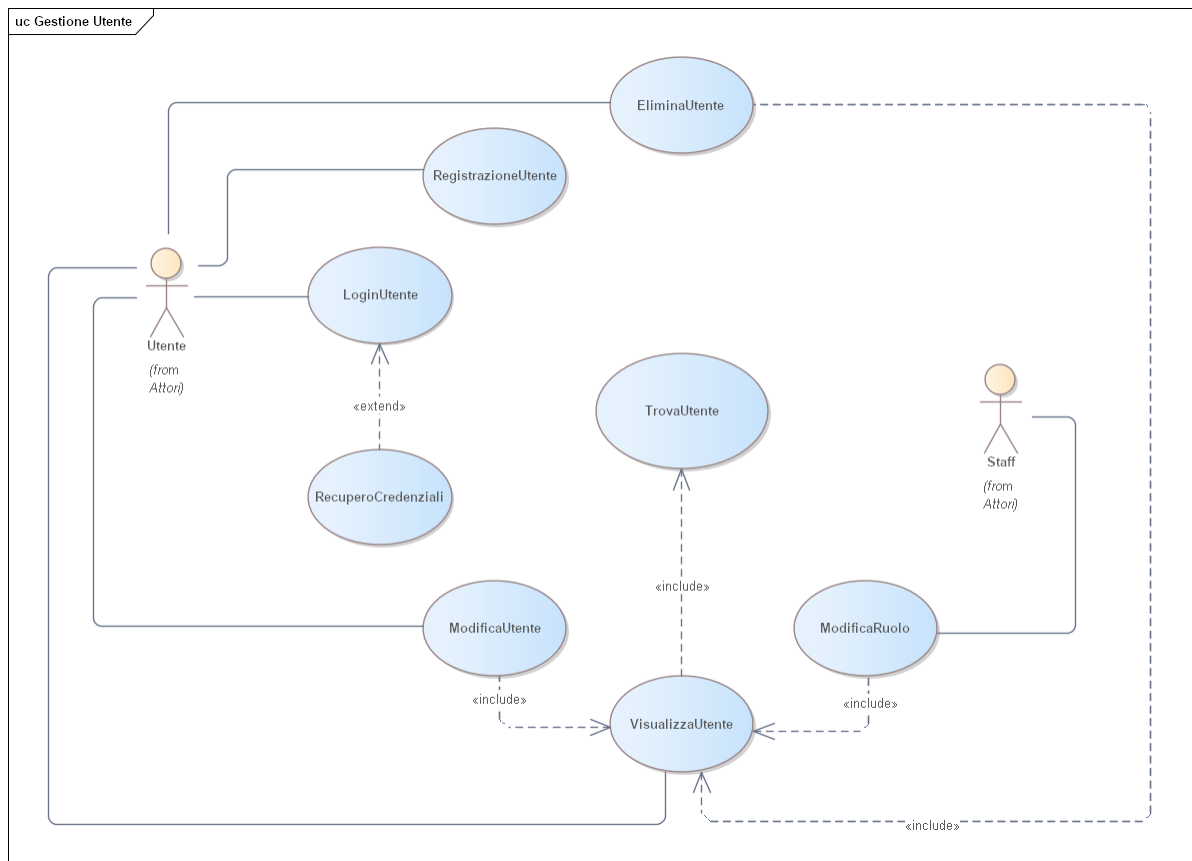 uc Gestione Utente
EliminaUtente
RegistrazioneUtente
LoginUtente
Utente
(from
Attori)
«extend»
TrovaUtente
Staff
(from
Attori)
RecuperoCredenziali
«include»
ModificaUtente
ModificaRuolo
«include»
«include»
VisualizzaUtente
«include»